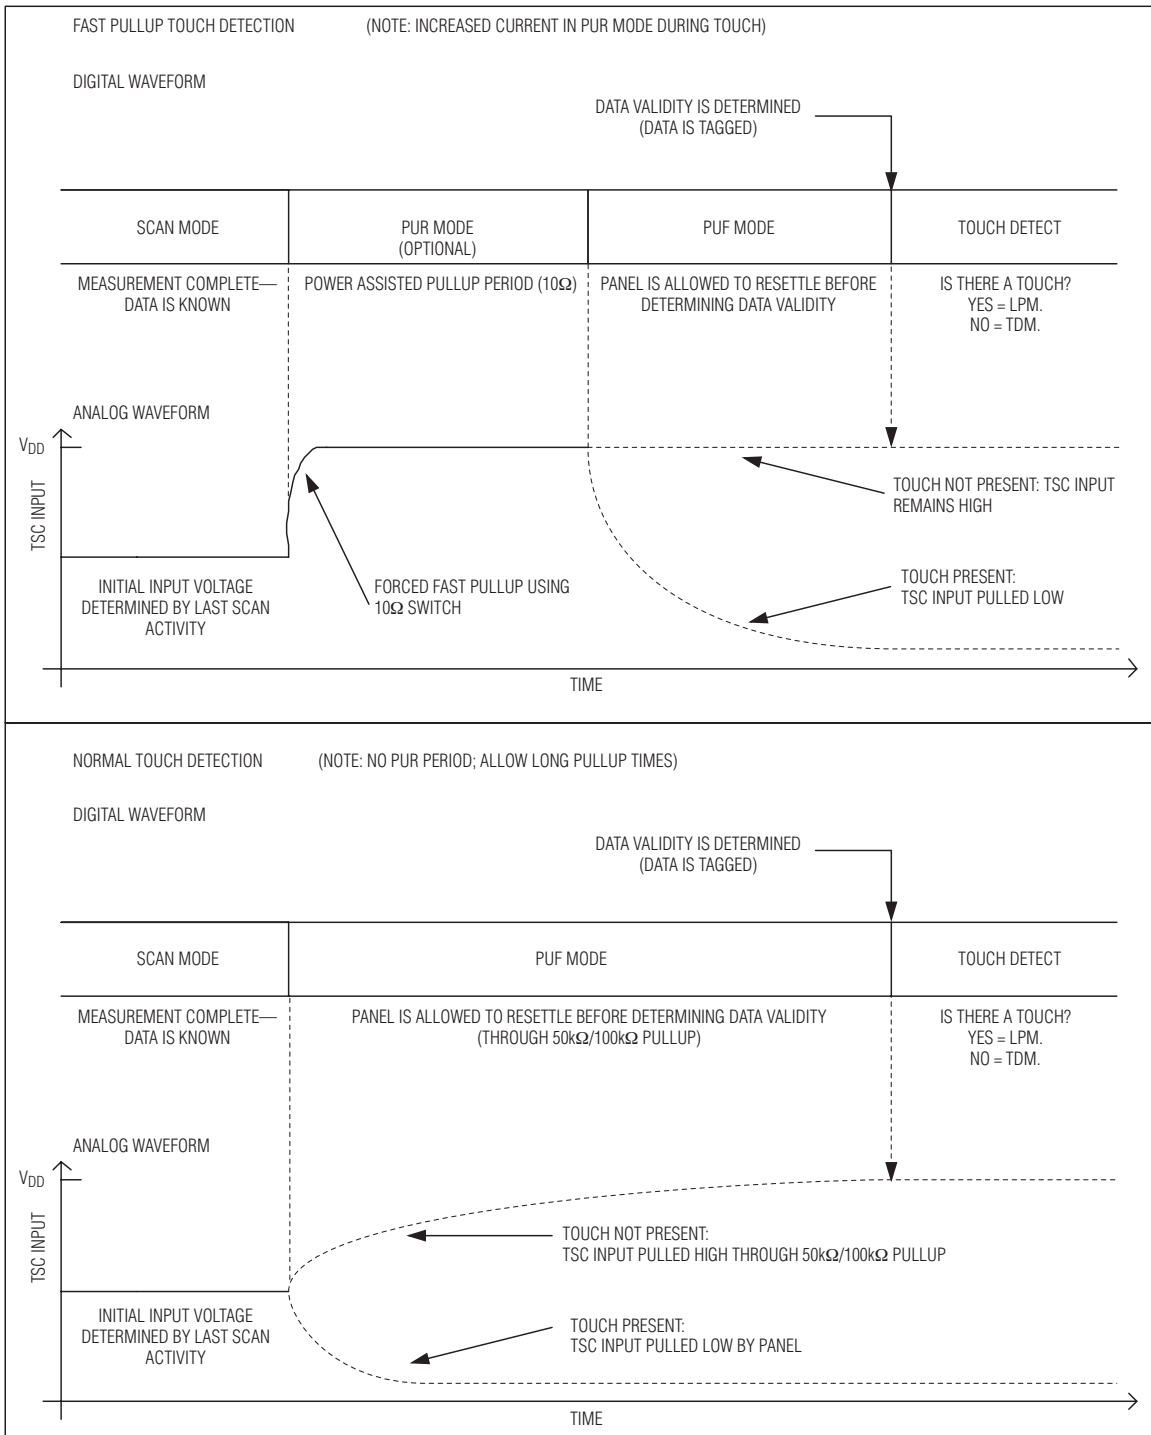 FAST PULLUP TOUCH DETECTION (NOTE: INCREASED CURRENT IN PUR MODE DURING TOUCH)
DIGITAL WAVEFORM
DATA VALIDITY IS DETERMINED
(DATA IS TAGGED)
SCAN MODE
PUR MODE
(OPTIONAL)
PUF MODE
TOUCH DETECT
MEASUREMENT COMPLETE—
DATA IS KNOWN
POWER ASSISTED PULLUP PERIOD (10Ω)
PANEL IS ALLOWED TO RESETTLE BEFORE
DETERMINING DATA VALIDITY
IS THERE A TOUCH?
YES = LPM.
NO = TDM.
ANALOG WAVEFORM
VDD
TSC INPUT
TOUCH NOT PRESENT: TSC INPUT
REMAINS HIGH
INITIAL INPUT VOLTAGE
DETERMINED BY LAST SCAN
ACTIVITY
FORCED FAST PULLUP USING
10Ω SWITCH
TOUCH PRESENT:
TSC INPUT PULLED LOW
TIME
NORMAL TOUCH DETECTION (NOTE: NO PUR PERIOD; ALLOW LONG PULLUP TIMES)
DIGITAL WAVEFORM
DATA VALIDITY IS DETERMINED
(DATA IS TAGGED)
SCAN MODE
PUF MODE
TOUCH DETECT
MEASUREMENT COMPLETE—
DATA IS KNOWN
PANEL IS ALLOWED TO RESETTLE BEFORE DETERMINING DATA VALIDITY
(THROUGH 50kΩ/100kΩ PULLUP)
IS THERE A TOUCH?
YES = LPM.
NO = TDM.
ANALOG WAVEFORM
VDD
TSC INPUT
TOUCH NOT PRESENT:
TSC INPUT PULLED HIGH THROUGH 50kΩ/100kΩ PULLUP
INITIAL INPUT VOLTAGE
DETERMINED BY LAST SCAN
ACTIVITY
TOUCH PRESENT:
TSC INPUT PULLED LOW BY PANEL
TIME